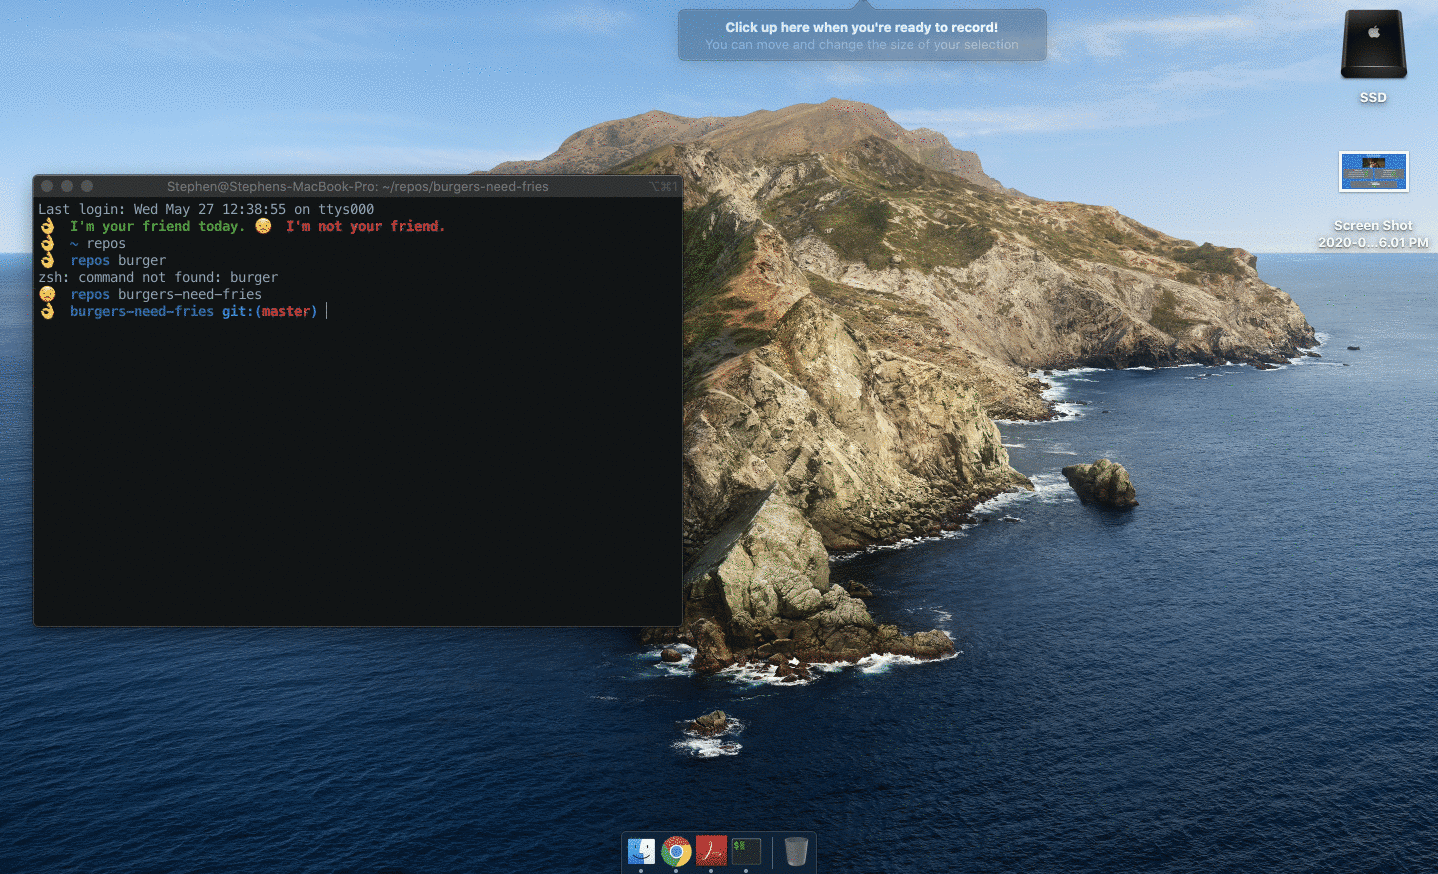 Click up here when you're ready to record!
You can move and change the size of your selection
SSD
Screen Shot
2020-0...6.01 PM
Stephen@Stephens-MacBook-Pro: ~/repos/burgers-need-fries ⌥⌘1
Last login: Wed May 27 12:38:55 on ttys000
👌 I'm your friend today. 😞 I'm not your friend.
👌 ~ repos
👌 repos burger
zsh: command not found: burger
😞 repos burgers-need-fries
👌 burgers-need-fries git:(master)
$